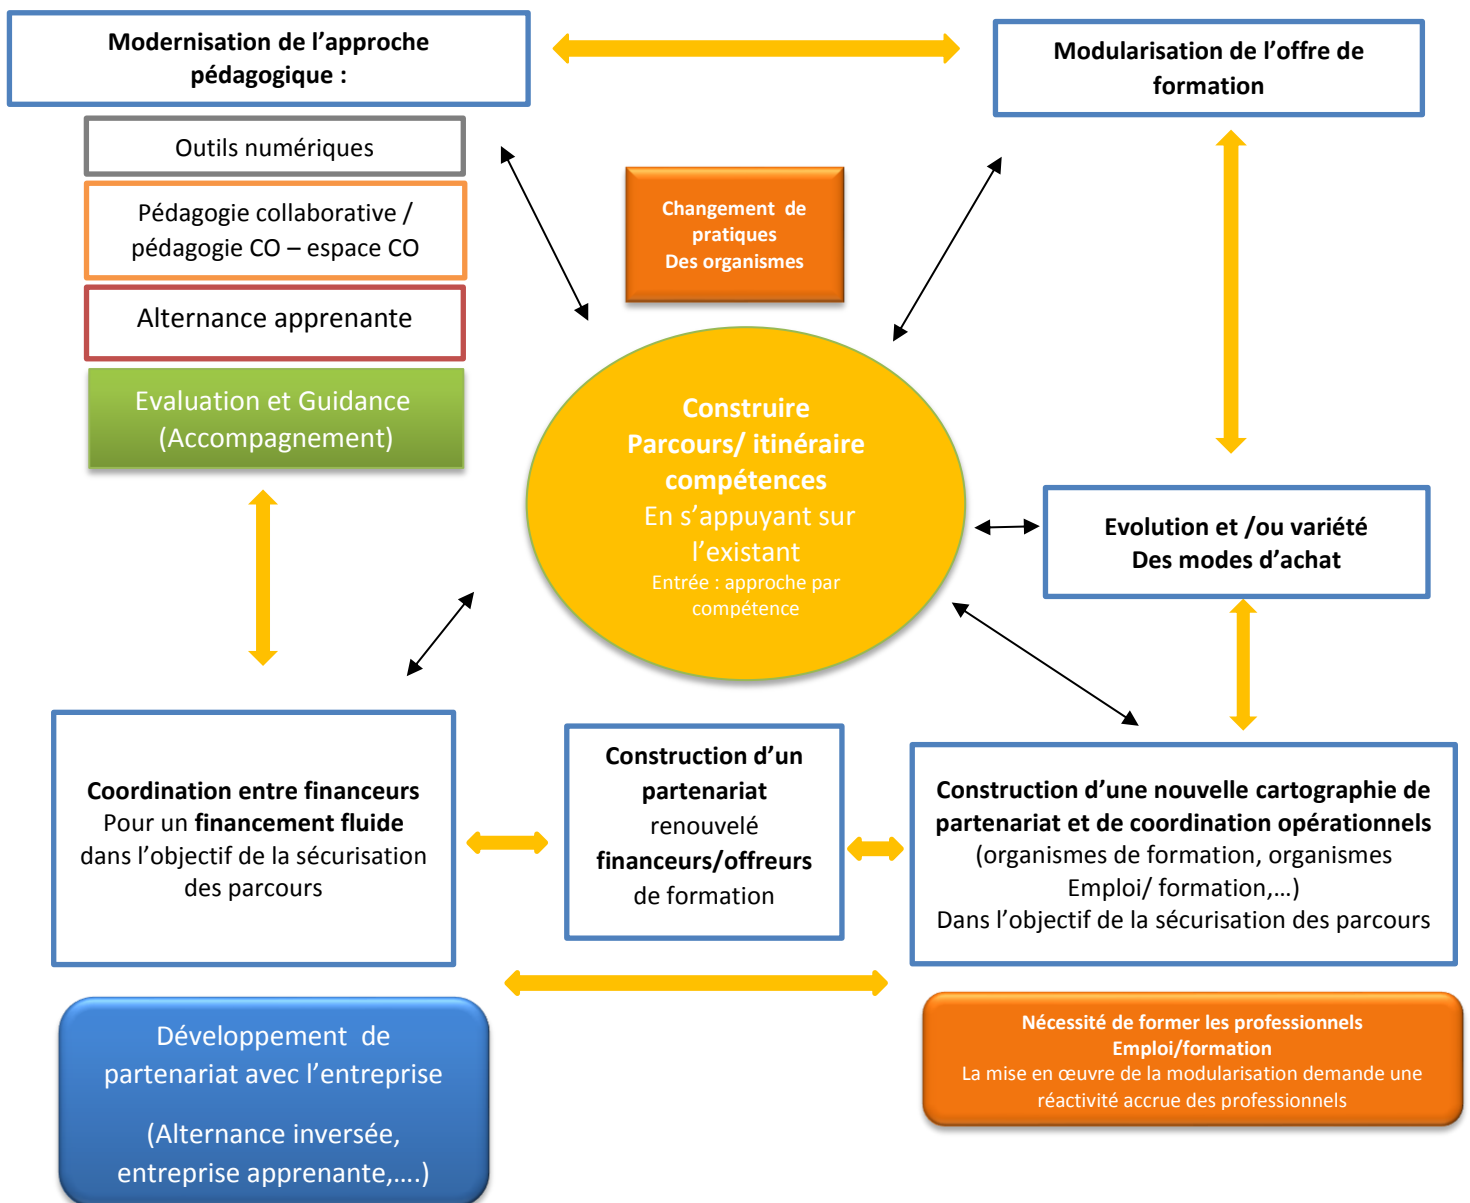 Modernisation de l’approche
pédagogique :
Modularisation de l’offre de
formation
Outils numériques
Pédagogie collaborative /
pédagogie CO – espace CO
Alternance apprenante
Evaluation et Guidance
(Accompagnement)
Changement de
pratiques
Des organismes
Construire
Parcours/ itinéraire
compétences
En s’appuyant sur
l’existant
Entrée : approche par
compétence
Evolution et /ou variété
Des modes d’achat
Coordination entre financeurs
Pour un financement fluide
dans l’objectif de la sécurisation
des parcours
Construction d’un
partenariat
renouvelé
financeurs/offreurs
de formation
Construction d’une nouvelle cartographie de
partenariat et de coordination opérationnels
(organismes de formation, organismes
Emploi/ formation,…)
Dans l’objectif de la sécurisation des parcours
Développement de
partenariat avec l’entreprise
(Alternance inversée,
entreprise apprenante,….)
Nécessité de former les professionnels
Emploi/formation
La mise en œuvre de la modularisation demande une
réactivité accrue des professionnels